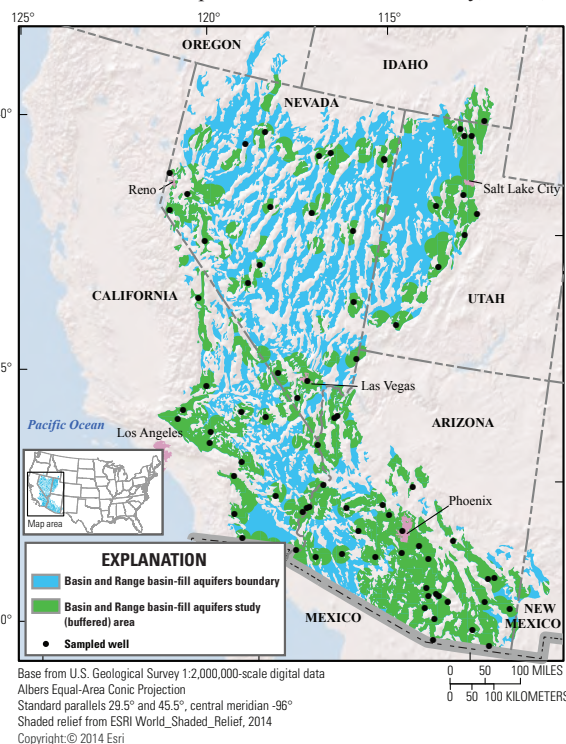 125°
120°
115°
OREGON
IDAHO
NEVADA
0°
Reno
Salt Lake City
CALIFORNIA
UTAH
5°
Las Vegas
ARIZONA
Pacific Ocean
Los Angeles
Phoenix
Map area
EXPLANATION
Basin and Range basin-fill aquifers boundary
Basin and Range basin-fill aquifers study
(buffered) area
Sampled well
0°
MEXICO
NEW
MEXICO
Base from U.S. Geological Survey 1:2,000,000-scale digital data
Albers Equal-Area Conic Projection
Standard parallels 29.5° and 45.5°, central meridian -96°
Shaded relief from ESRI World_Shaded_Relief, 2014
Copyright:© 2014 Esri
0 50 100 MILES
0 50 100 KILOMETERS